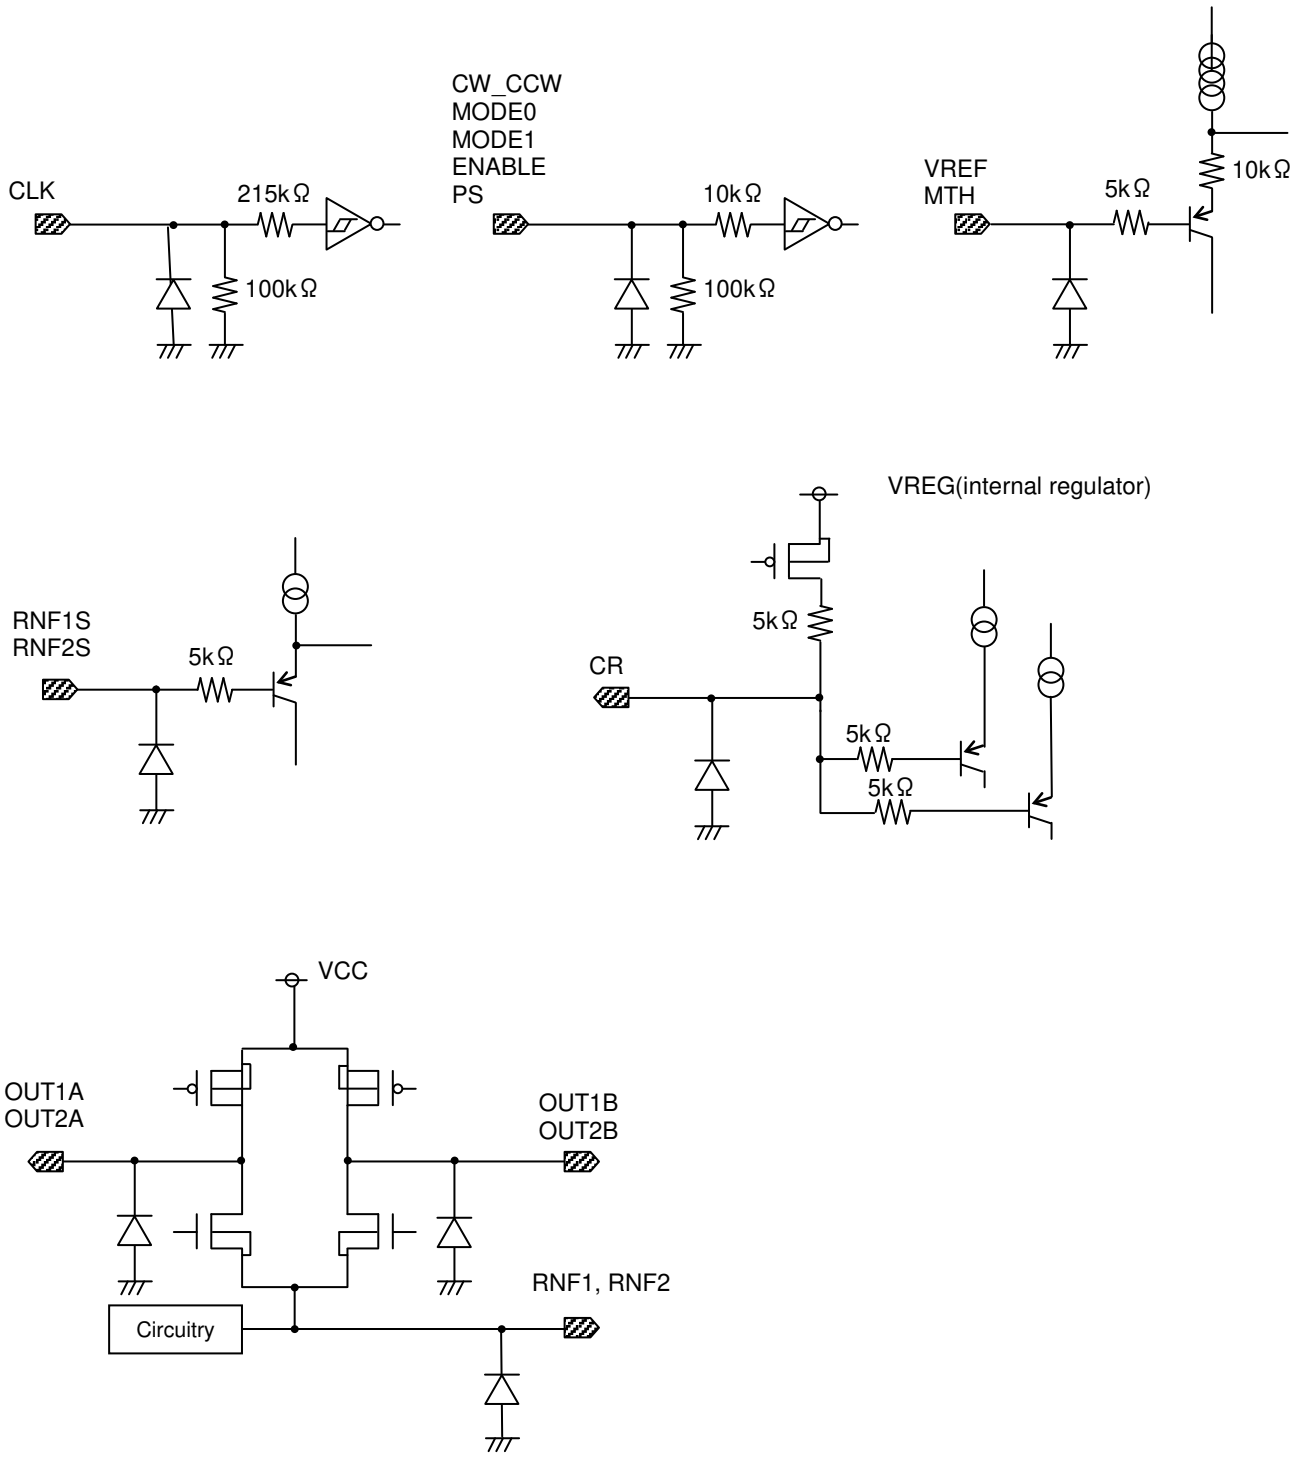 CLK
215kΩ
100kΩ
CW_CCW
MODE0
MODE1
ENABLE
PS
10kΩ
100kΩ
VREF
MTH
5kΩ
10kΩ
RNF1S
RNF2S
5kΩ
VREG(internal regulator)
5kΩ
CR
5kΩ
5kΩ
VCC
OUT1A
OUT2A
OUT1B
OUT2B
RNF1, RNF2
Circuitry